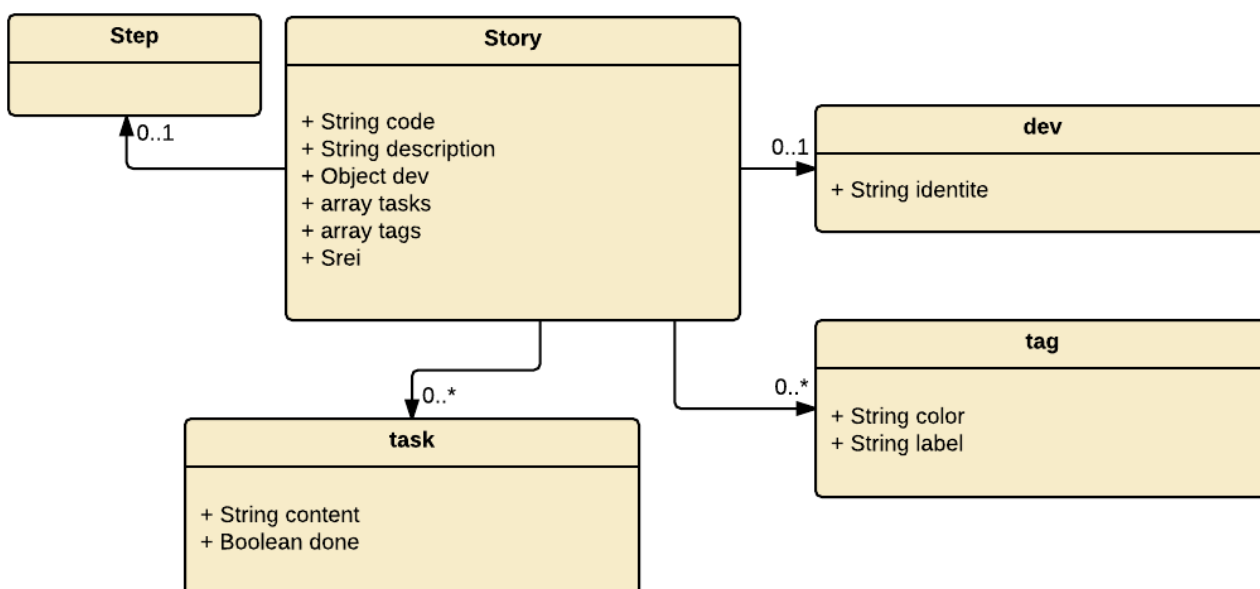 Step
Story
+ String code
+ String description
+ Object dev
+ array tasks
+ array tags
+ Srei
0..1
0..1
dev
+ String identite
0..*
tag
+ String color
+ String label
0..*
task
+ String content
+ Boolean done